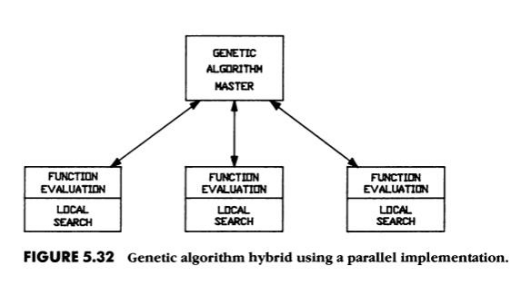 GENETIC
ALGORITHM
MASTER
FUNCTION
EVALUATION
LOCAL
SEARCH
FUNCTION
EVALUATION
LOCAL
SEARCH
FUNCTION
EVALUATION
LOCAL
SEARCH
FIGURE 5.32 Genetic algorithm hybrid using a parallel implementation.